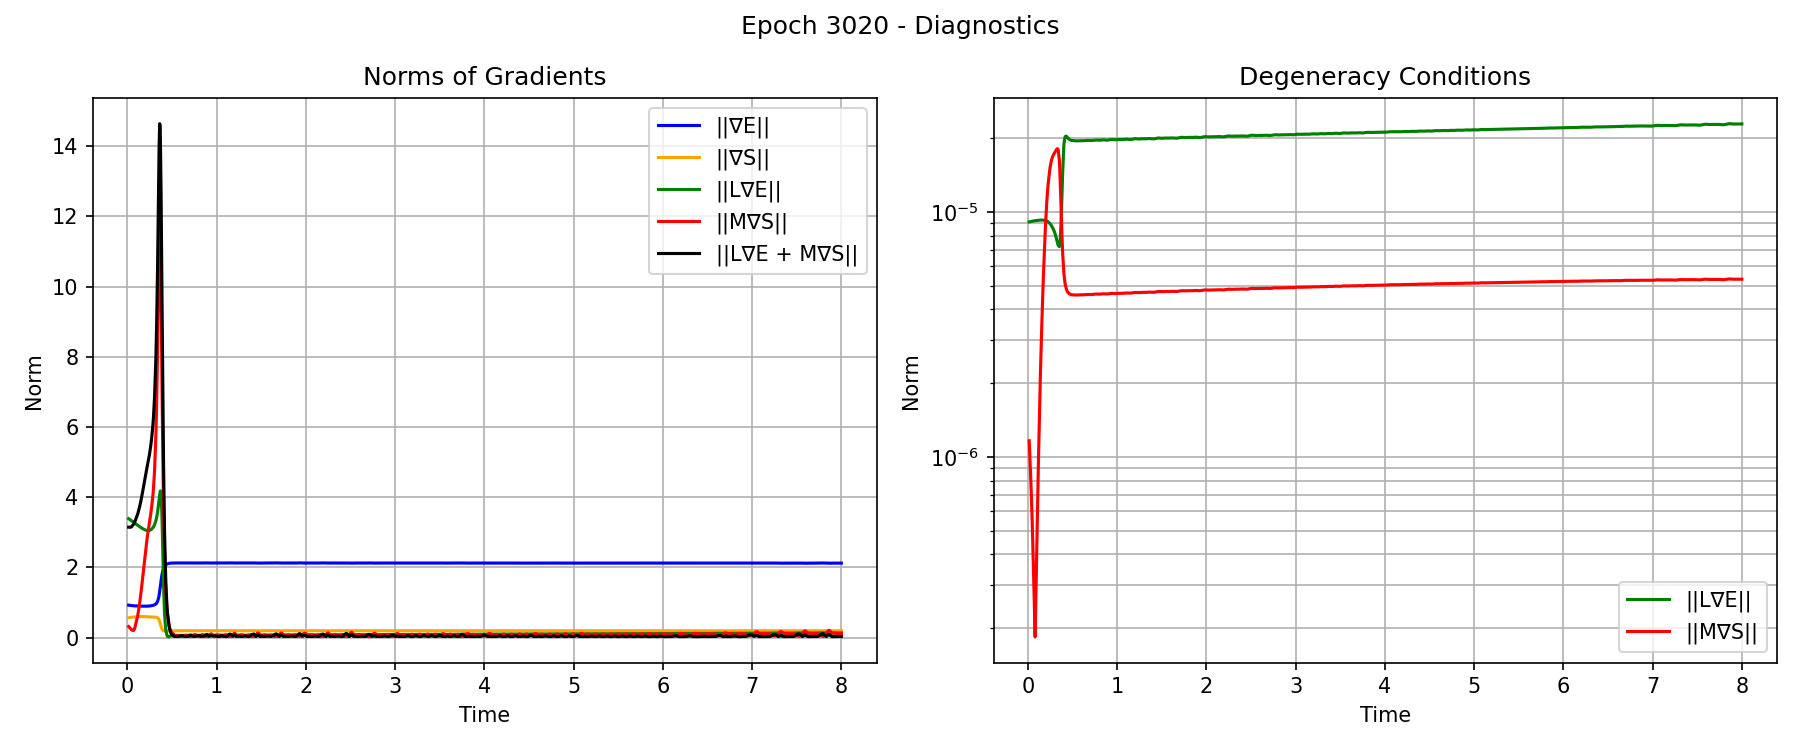 Epoch 3020 - Diagnostics
Norms of Gradients
Norm
14
12
10
8
6
4
2
0
0 1 2 3 4 5 6 7 8
Time
||∇E||
||∇S||
||L∇E||
||M∇S||
||L∇E + M∇S||
Degeneracy Conditions
Norm
10⁻⁵
10⁻⁶
0 1 2 3 4 5 6 7 8
Time
||L∇E||
||M∇S||